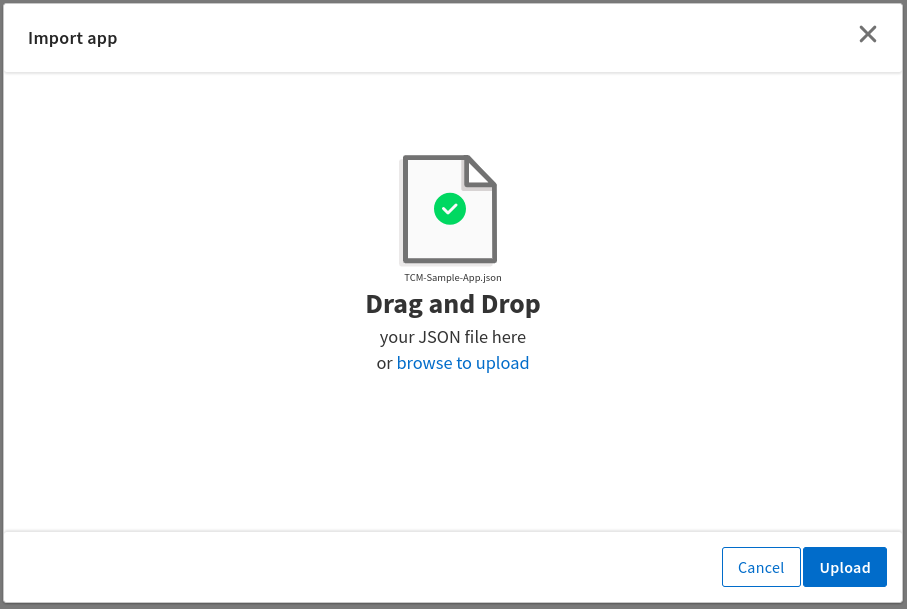 Import app
TCM-Sample-App.json
Drag and Drop
your JSON file here
or browse to upload
Cancel
Upload